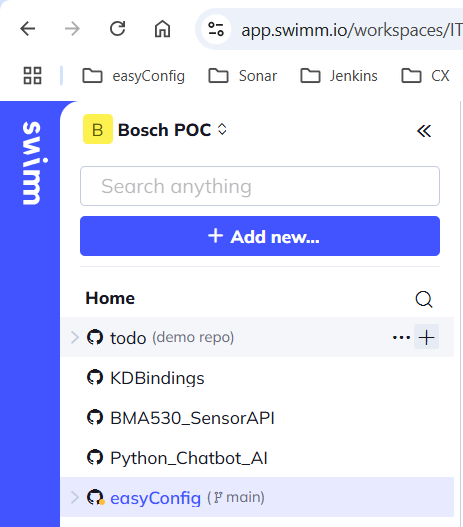 app.swimm.io/workspaces/IT
easyConfig Sonar Jenkins CX
swimm
B Bosch POC
Search anything
+ Add new...
Home
todo (demo repo)
KDBindings
BMA530_SensorAPI
Python_Chatbot_AI
easyConfig (main)